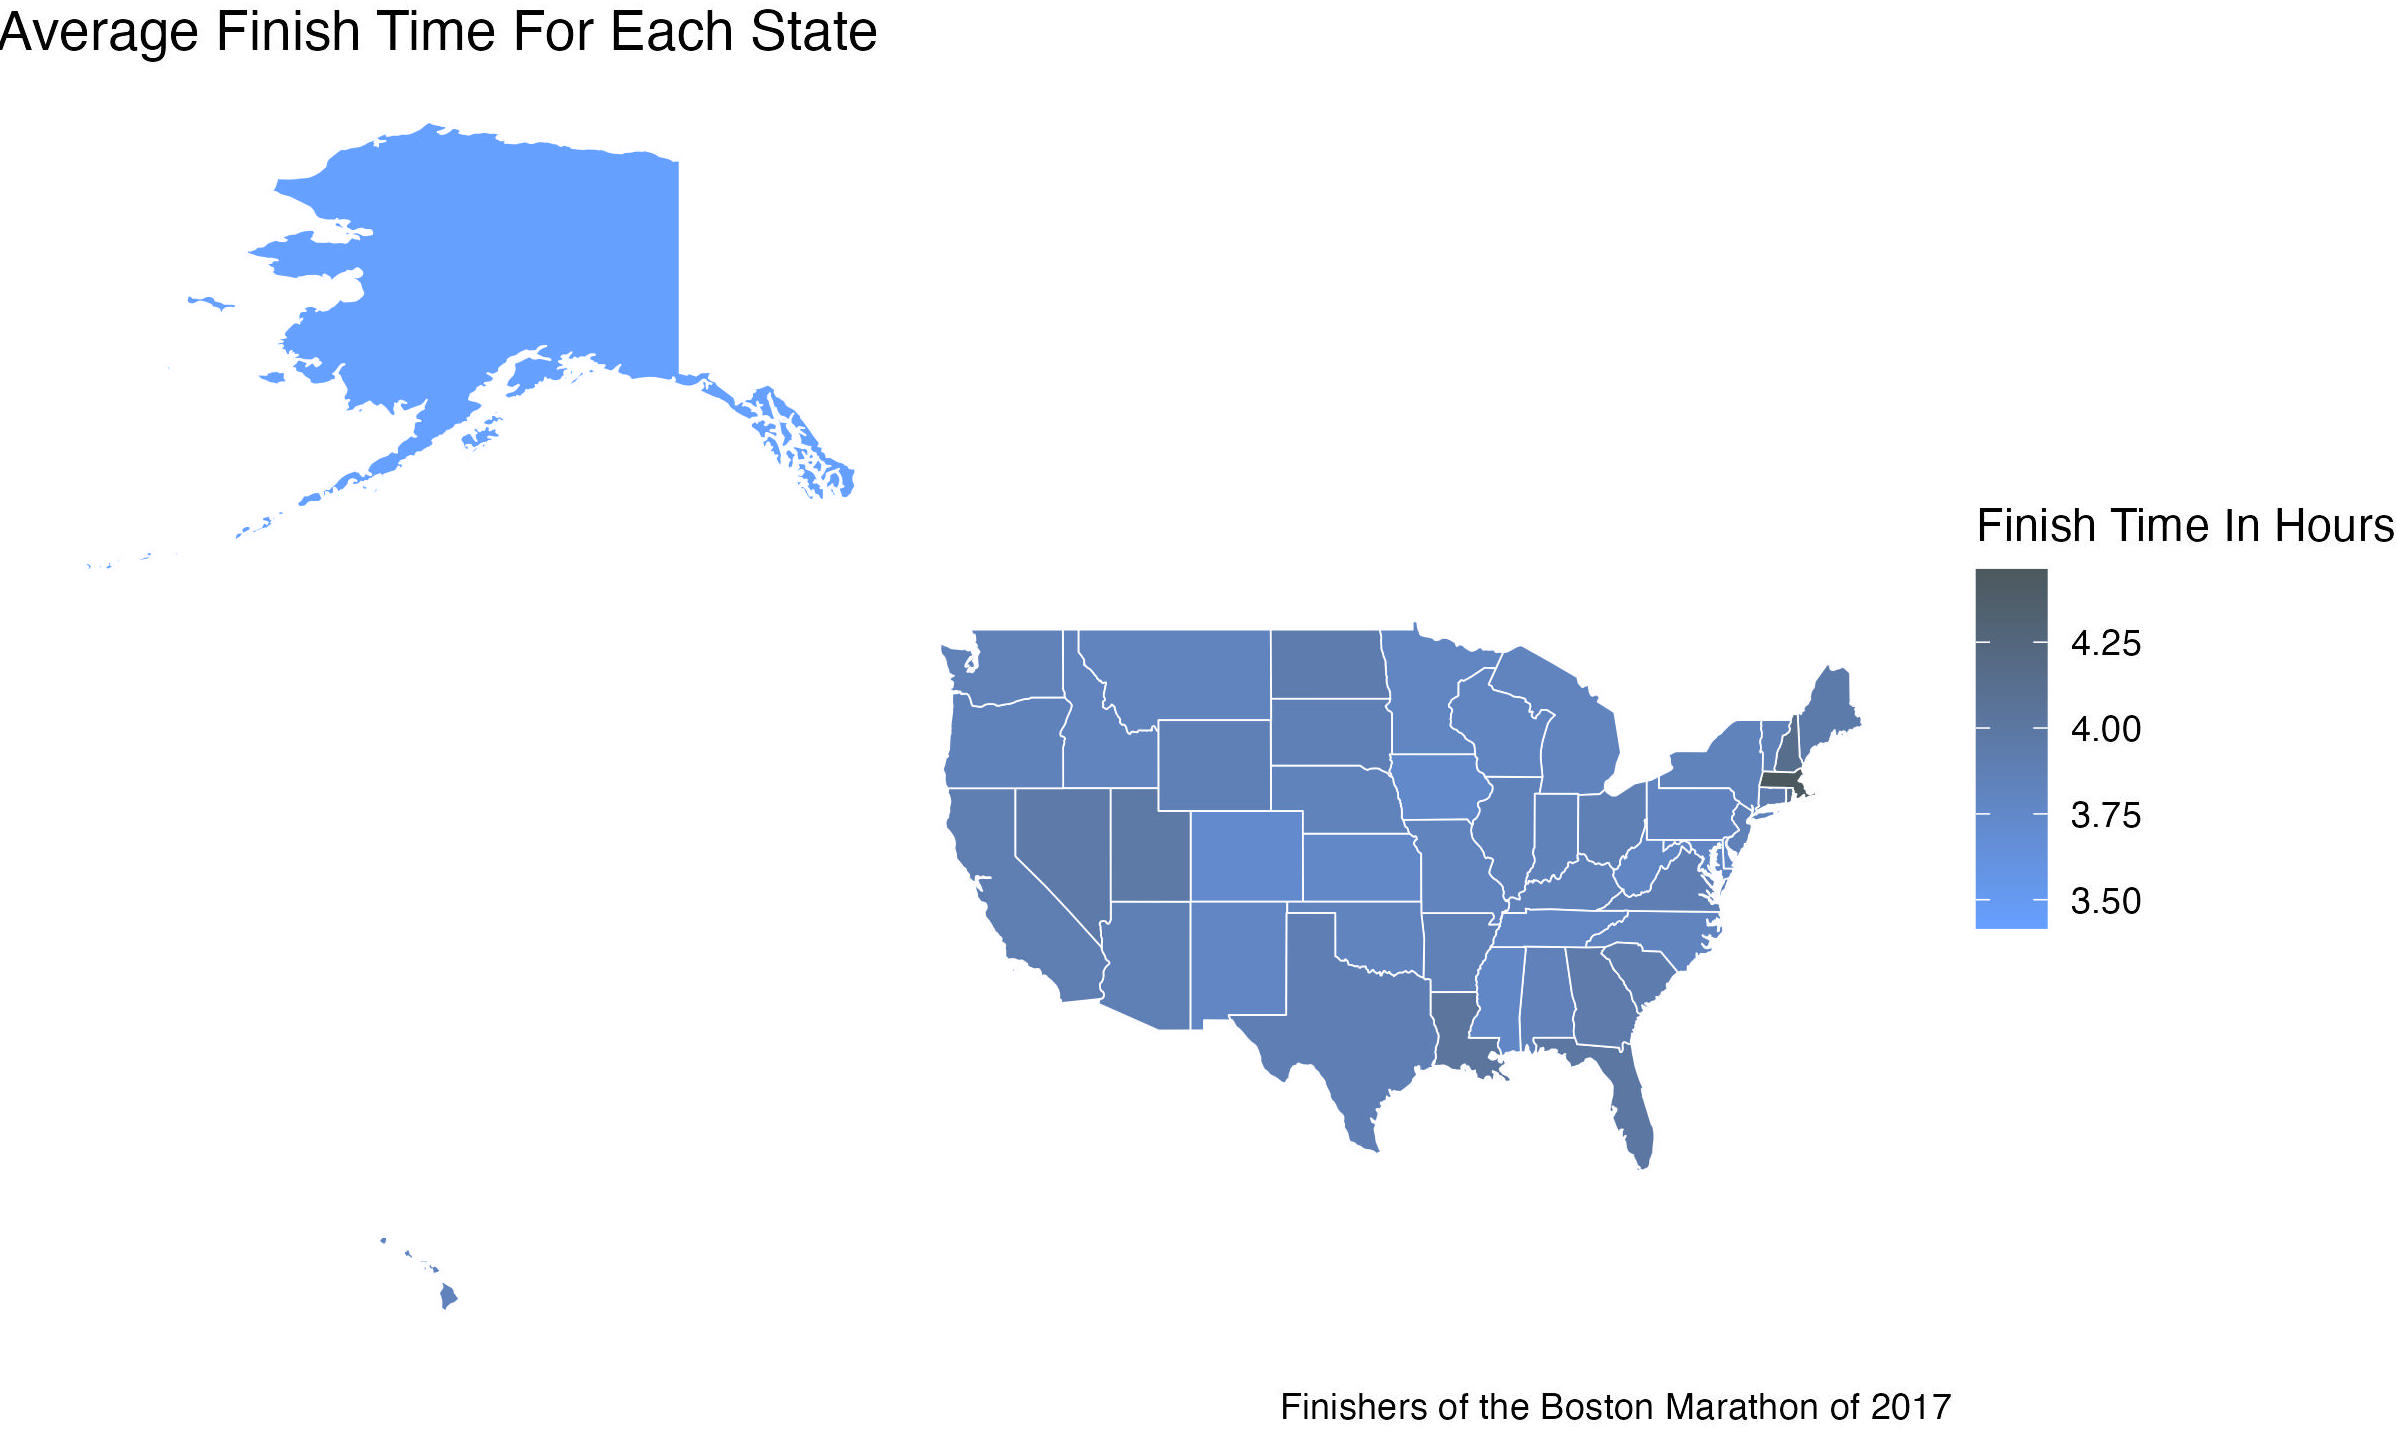 Average Finish Time For Each State
Finish Time In Hours
4.25
4.00
3.75
3.50
Finishers of the Boston Marathon of 2017